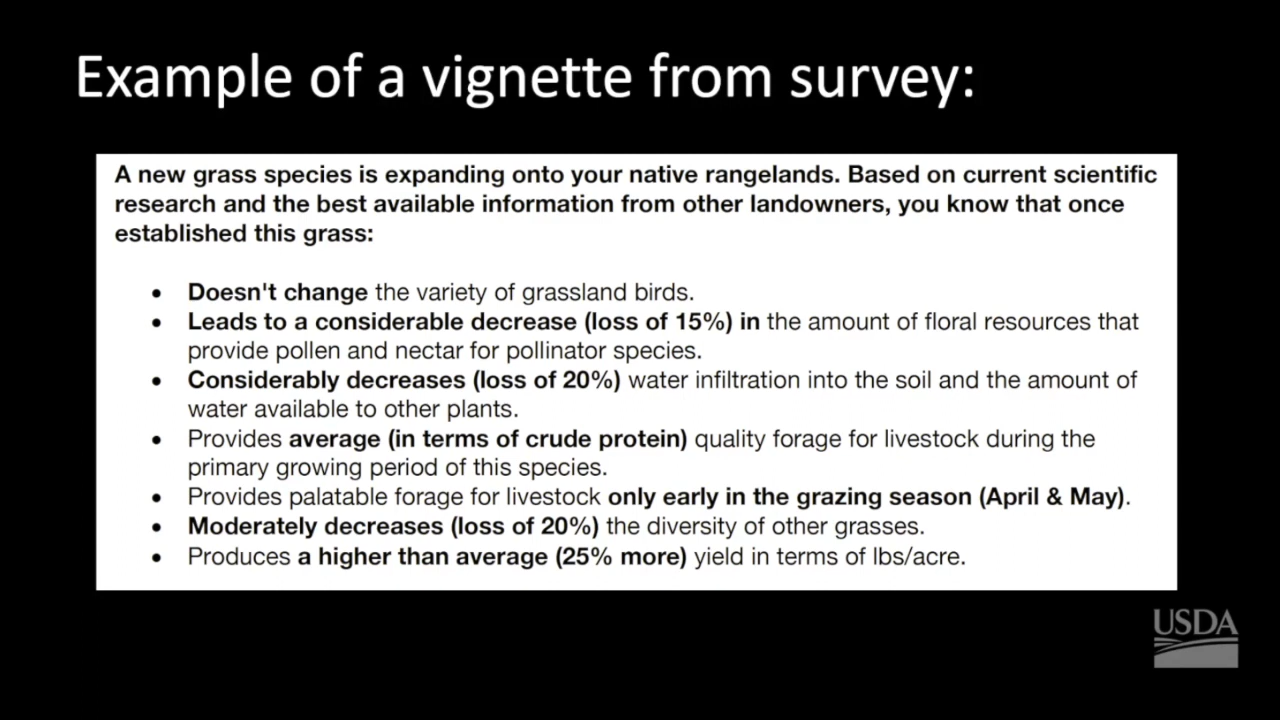 Example of a vignette from survey:
A new grass species is expanding onto your native rangelands. Based on current scientific
research and the best available information from other landowners, you know that once
established this grass:
• Doesn't change the variety of grassland birds.
• Leads to a considerable decrease (loss of 15%) in the amount of floral resources that
provide pollen and nectar for pollinator species.
• Considerably decreases (loss of 20%) water infiltration into the soil and the amount of
water available to other plants.
• Provides average (in terms of crude protein) quality forage for livestock during the
primary growing period of this species.
• Provides palatable forage for livestock only early in the grazing season (April & May).
• Moderately decreases (loss of 20%) the diversity of other grasses.
• Produces a higher than average (25% more) yield in terms of lbs/acre.
USDA